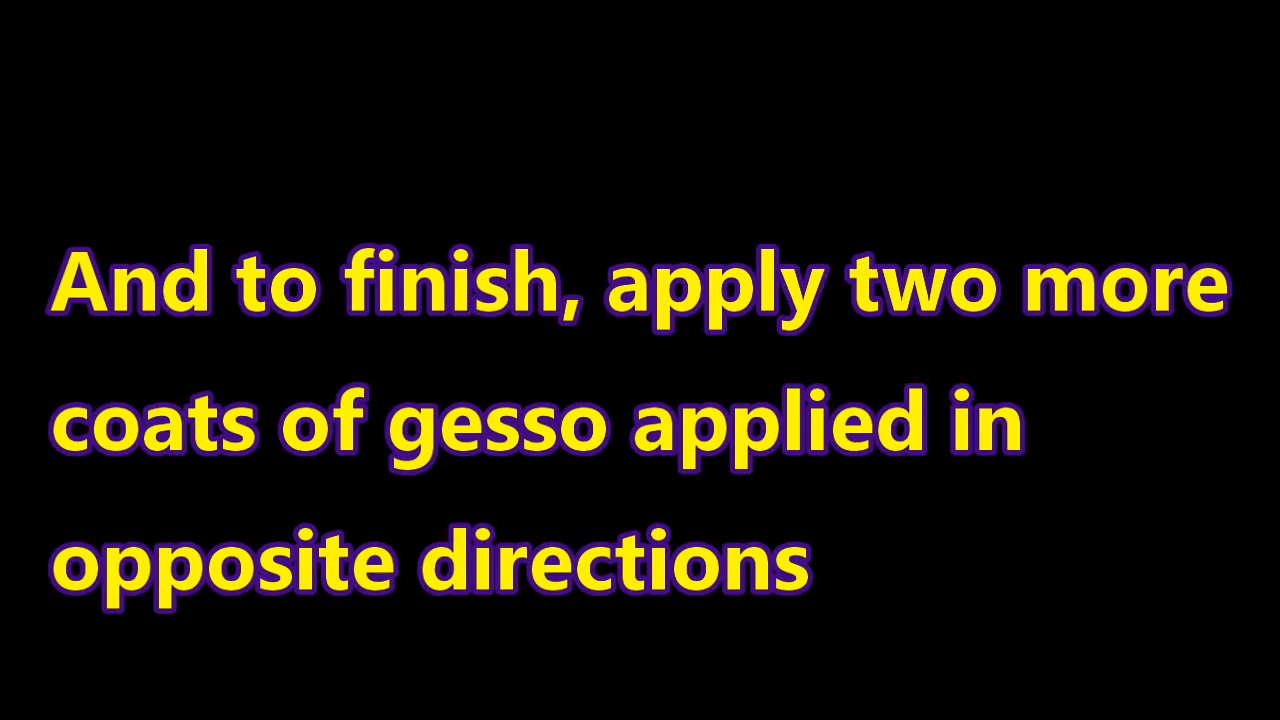 And to finish, apply two more
coats of gesso applied in
opposite directions